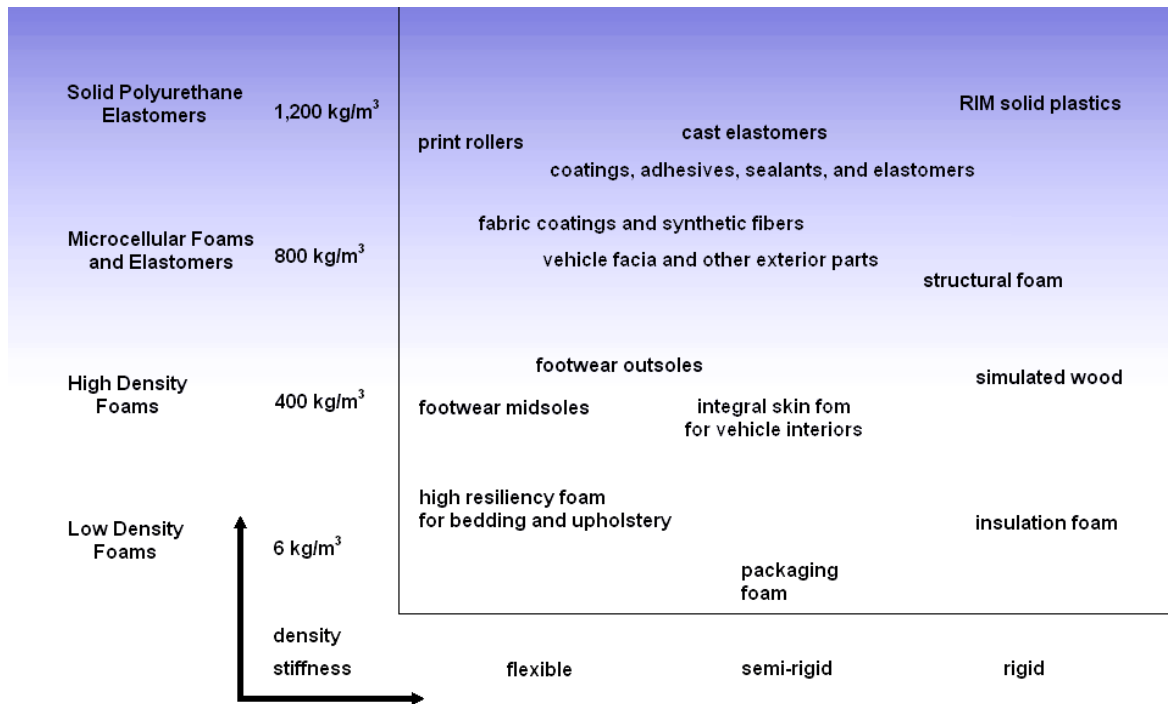 Solid Polyurethane
Elastomers
1,200 kg/m³
RIM solid plastics
cast elastomers
print rollers
coatings, adhesives, sealants, and elastomers
fabric coatings and synthetic fibers
Microcellular Foams
and Elastomers
800 kg/m³
vehicle facia and other exterior parts
structural foam
footwear outsoles
simulated wood
High Density
Foams
400 kg/m³
footwear midsoles
integral skin fom
for vehicle interiors
high resiliency foam
for bedding and upholstery
insulation foam
Low Density
Foams
6 kg/m³
packaging
foam
density
stiffness
flexible
semi-rigid
rigid